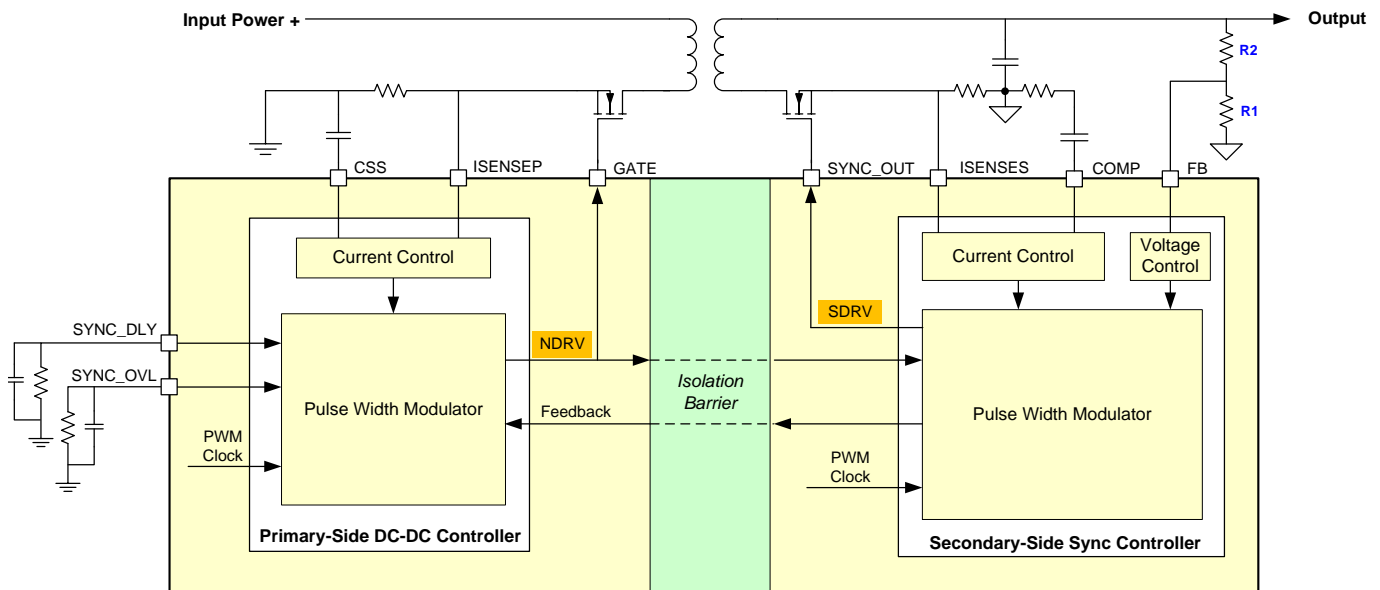 Input Power +
Output
R2
R1
CSS
ISENSEP
GATE
SYNC_OUT
ISENSES
COMP
FB
Current Control
Current Control
Voltage
Control
SYNC_DLY
NDRV
SDRV
SYNC_OVL
Pulse Width Modulator
Isolation
Barrier
Pulse Width Modulator
Feedback
PWM
Clock
PWM
Clock
Primary-Side DC-DC Controller
Secondary-Side Sync Controller